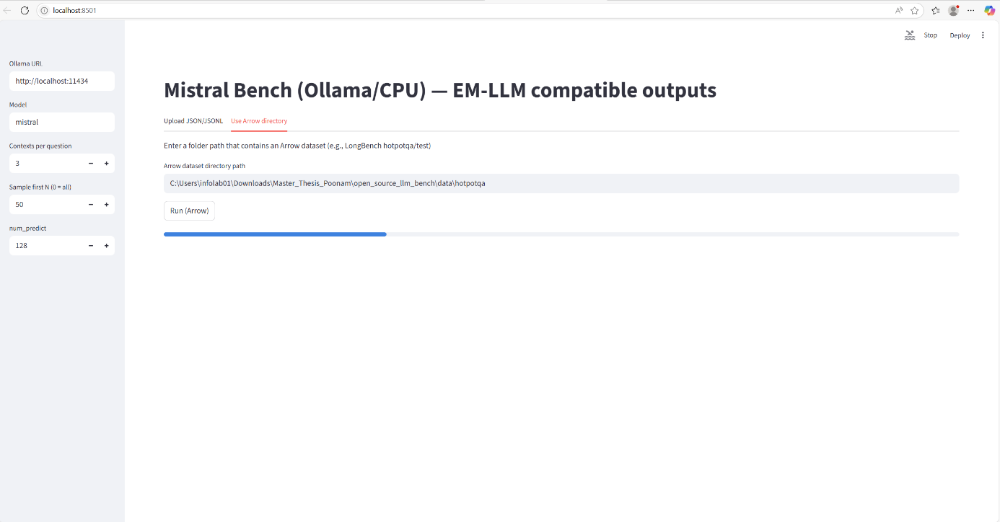 localhost:8501
Stop
Deploy
Ollama URL
http://localhost:11434
Model
mistral
Contexts per question
3
Sample first N (0 = all)
50
num_predict
128
Mistral Bench (Ollama/CPU) — EM-LLM compatible outputs
Upload JSON/JSONL Use Arrow directory
Enter a folder path that contains an Arrow dataset (e.g., LongBench hotpotqa/test)
Arrow dataset directory path
C:\Users\infolab01\Downloads\Master_Thesis_Poonam\open_source_llm_bench\data\hotpotqa
Run (Arrow)